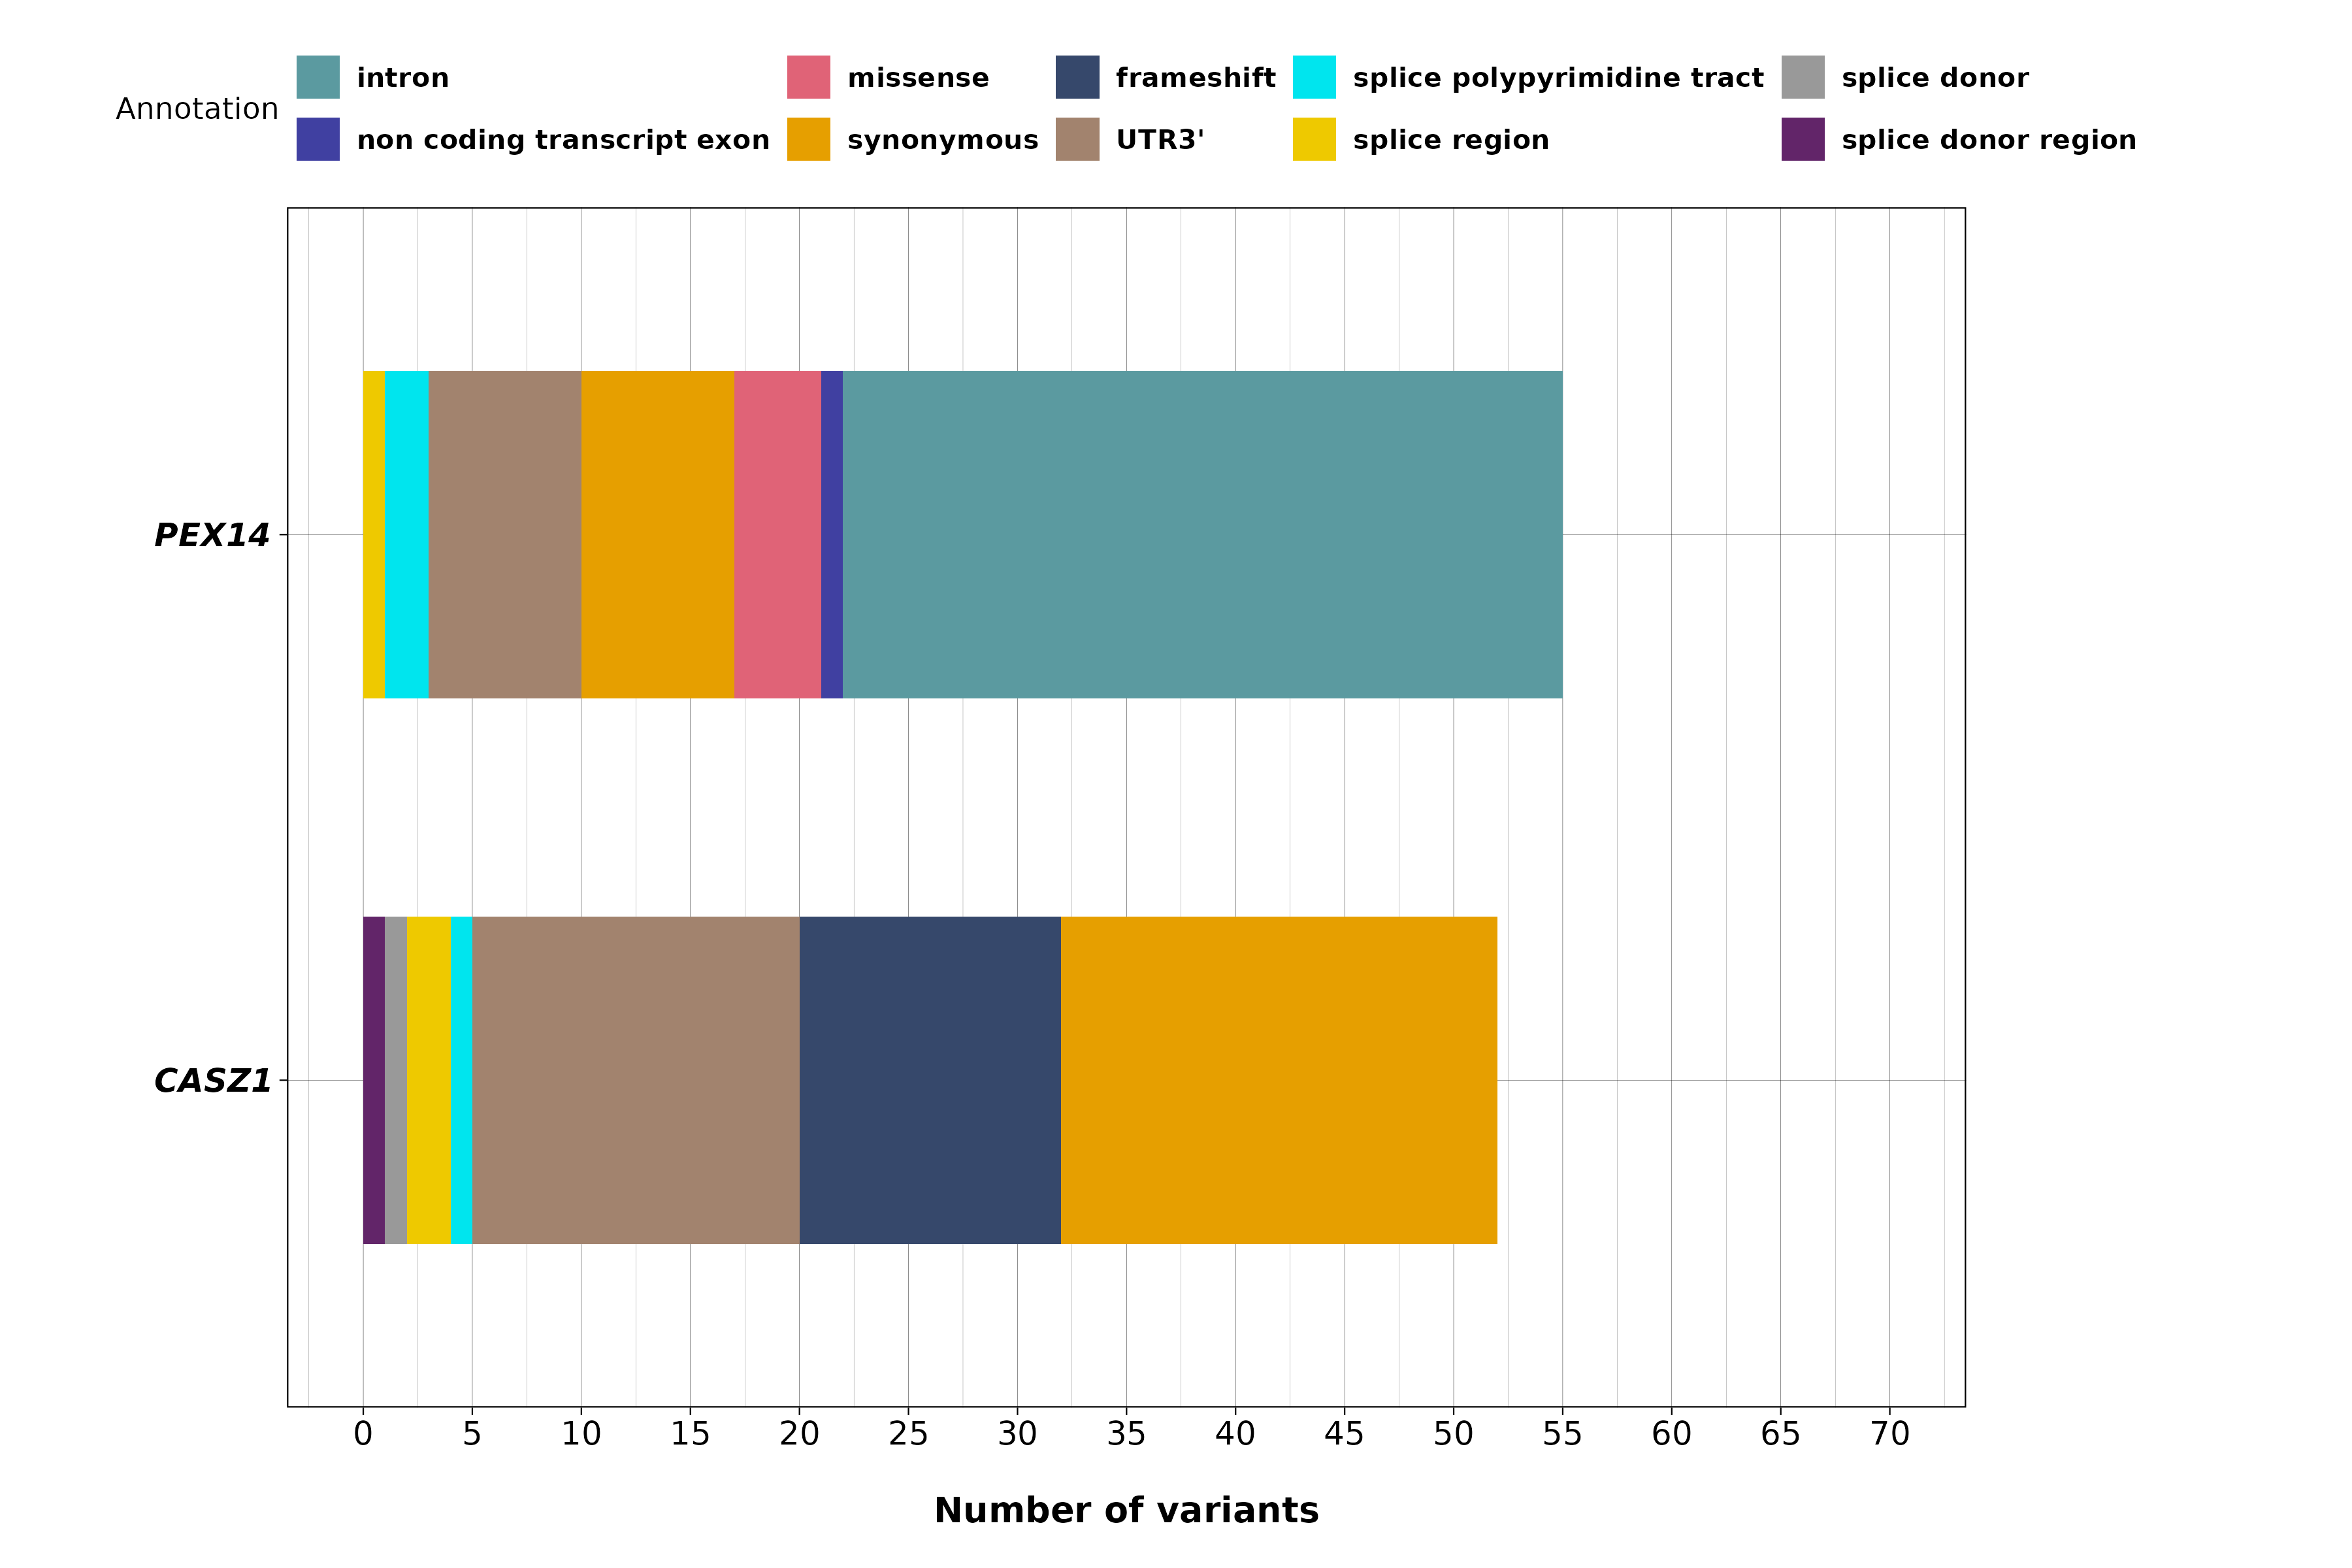 Annotation
intron missense frameshift splice polypyrimidine tract splice donor
non coding transcript exon synonymous UTR3' splice region splice donor region
PEX14
CASZ1
0 5 10 15 20 25 30 35 40 45 50 55 60 65 70
Number of variants